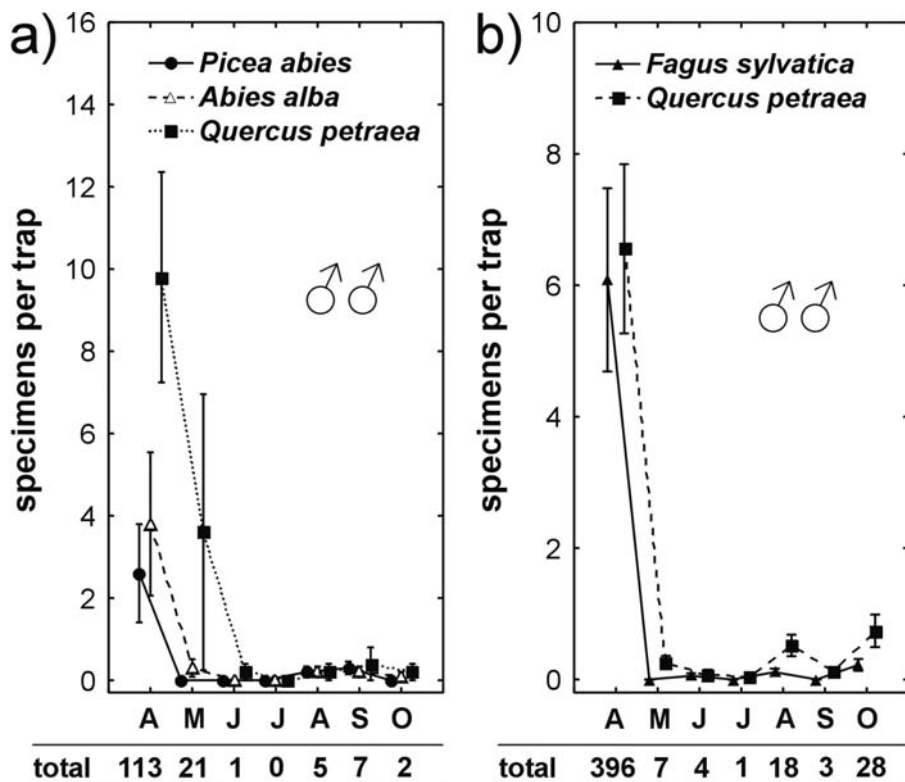 a)
Picea abies
Abies alba
Quercus petraea
specimens per trap
16
14
12
10
8
6
4
2
0
A M J J A S O
total 113 21 1 0 5 7 2
b)
Fagus sylvatica
Quercus petraea
specimens per trap
10
8
6
4
2
0
A M J J A S O
total 396 7 4 1 18 3 28